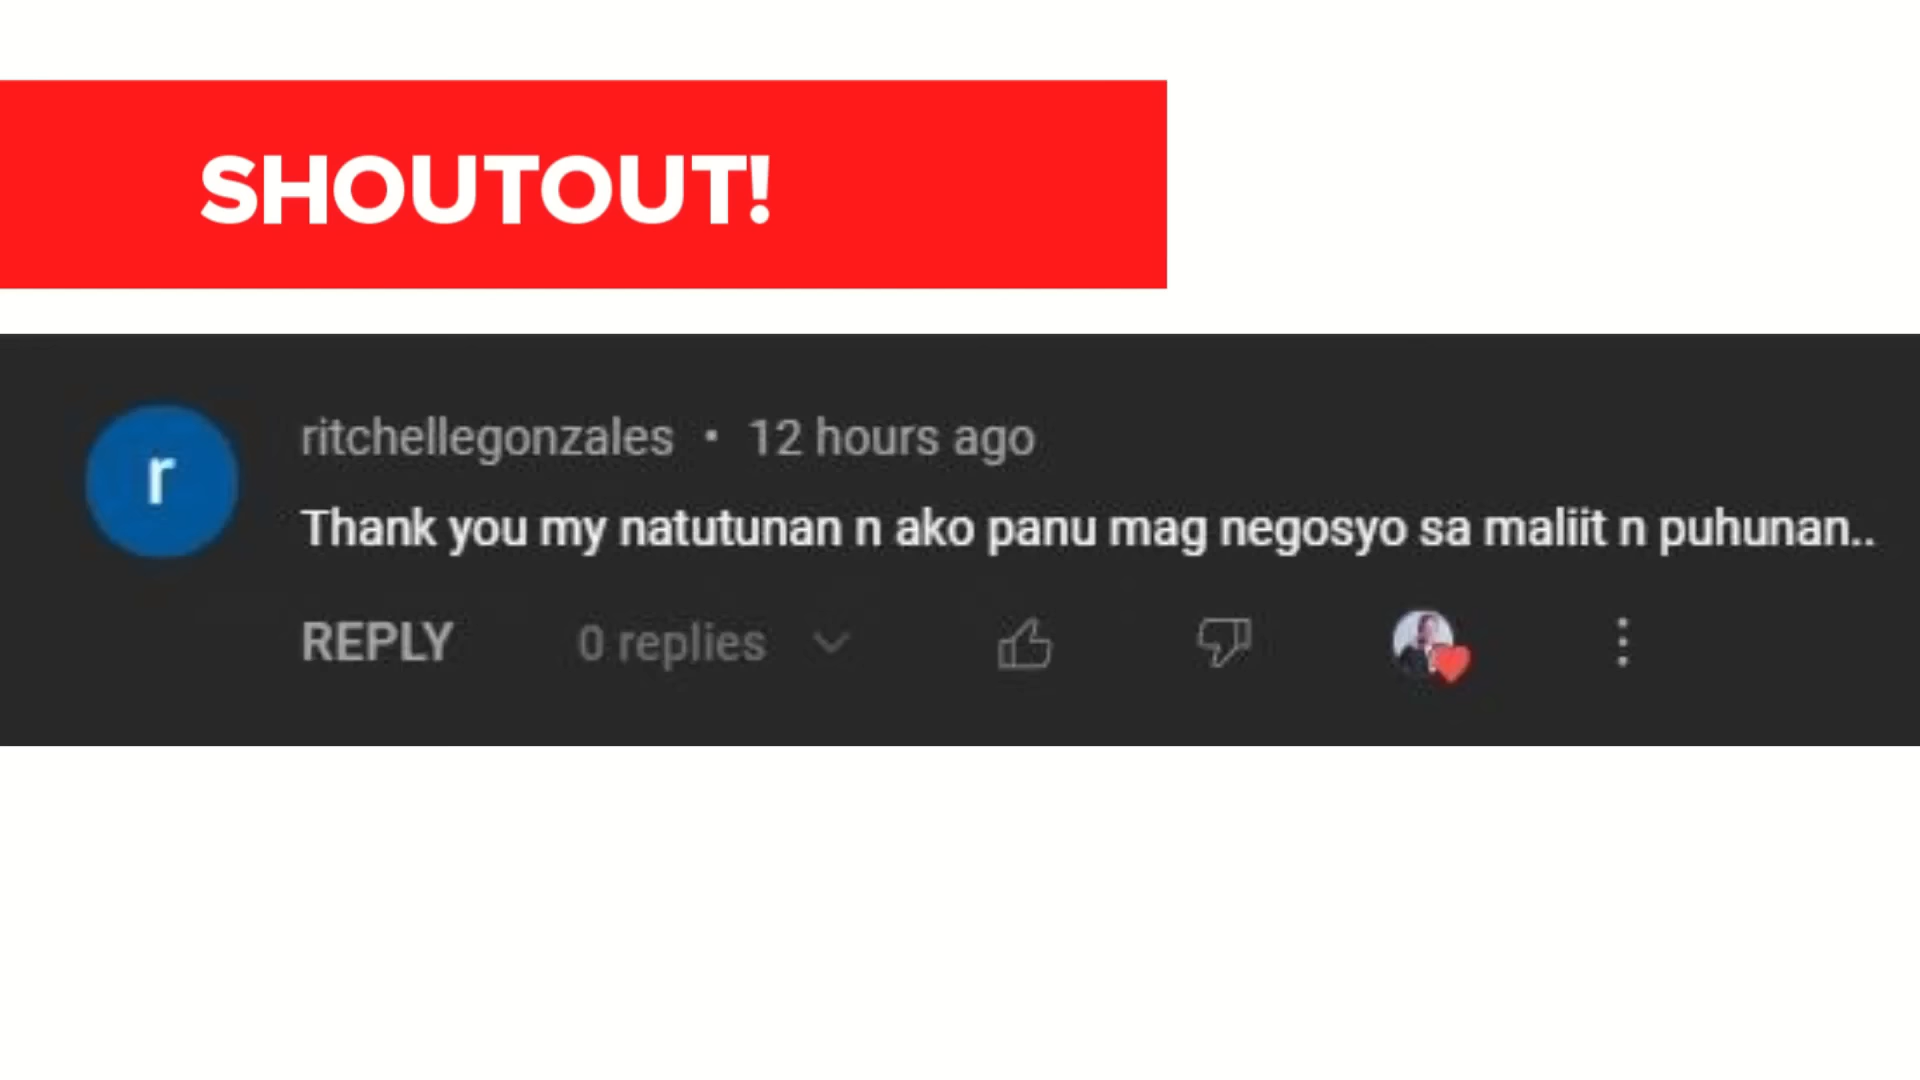 SHOUTOUT!
r
ritchellegonzales • 12 hours ago
Thank you my natutunan n ako panu mag negosyo sa maliit n puhunan..
REPLY 0 replies